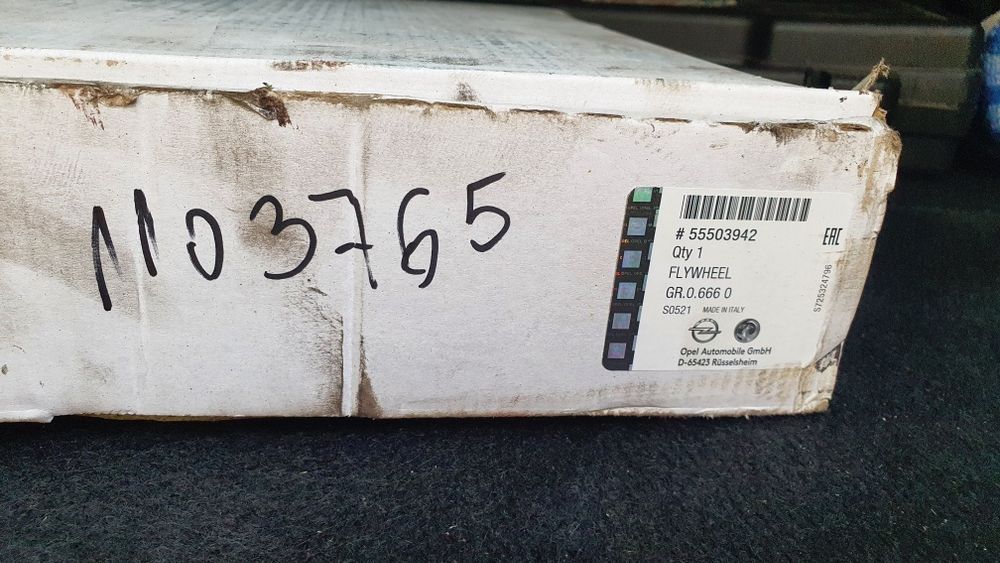 1103765
# 55503942
EAC
Qty 1
FLYWHEEL
GR.0.666 0
S0521 MADE IN ITALY
S725324796
Opel Automobile GmbH
D-65423 Rüsselsheim